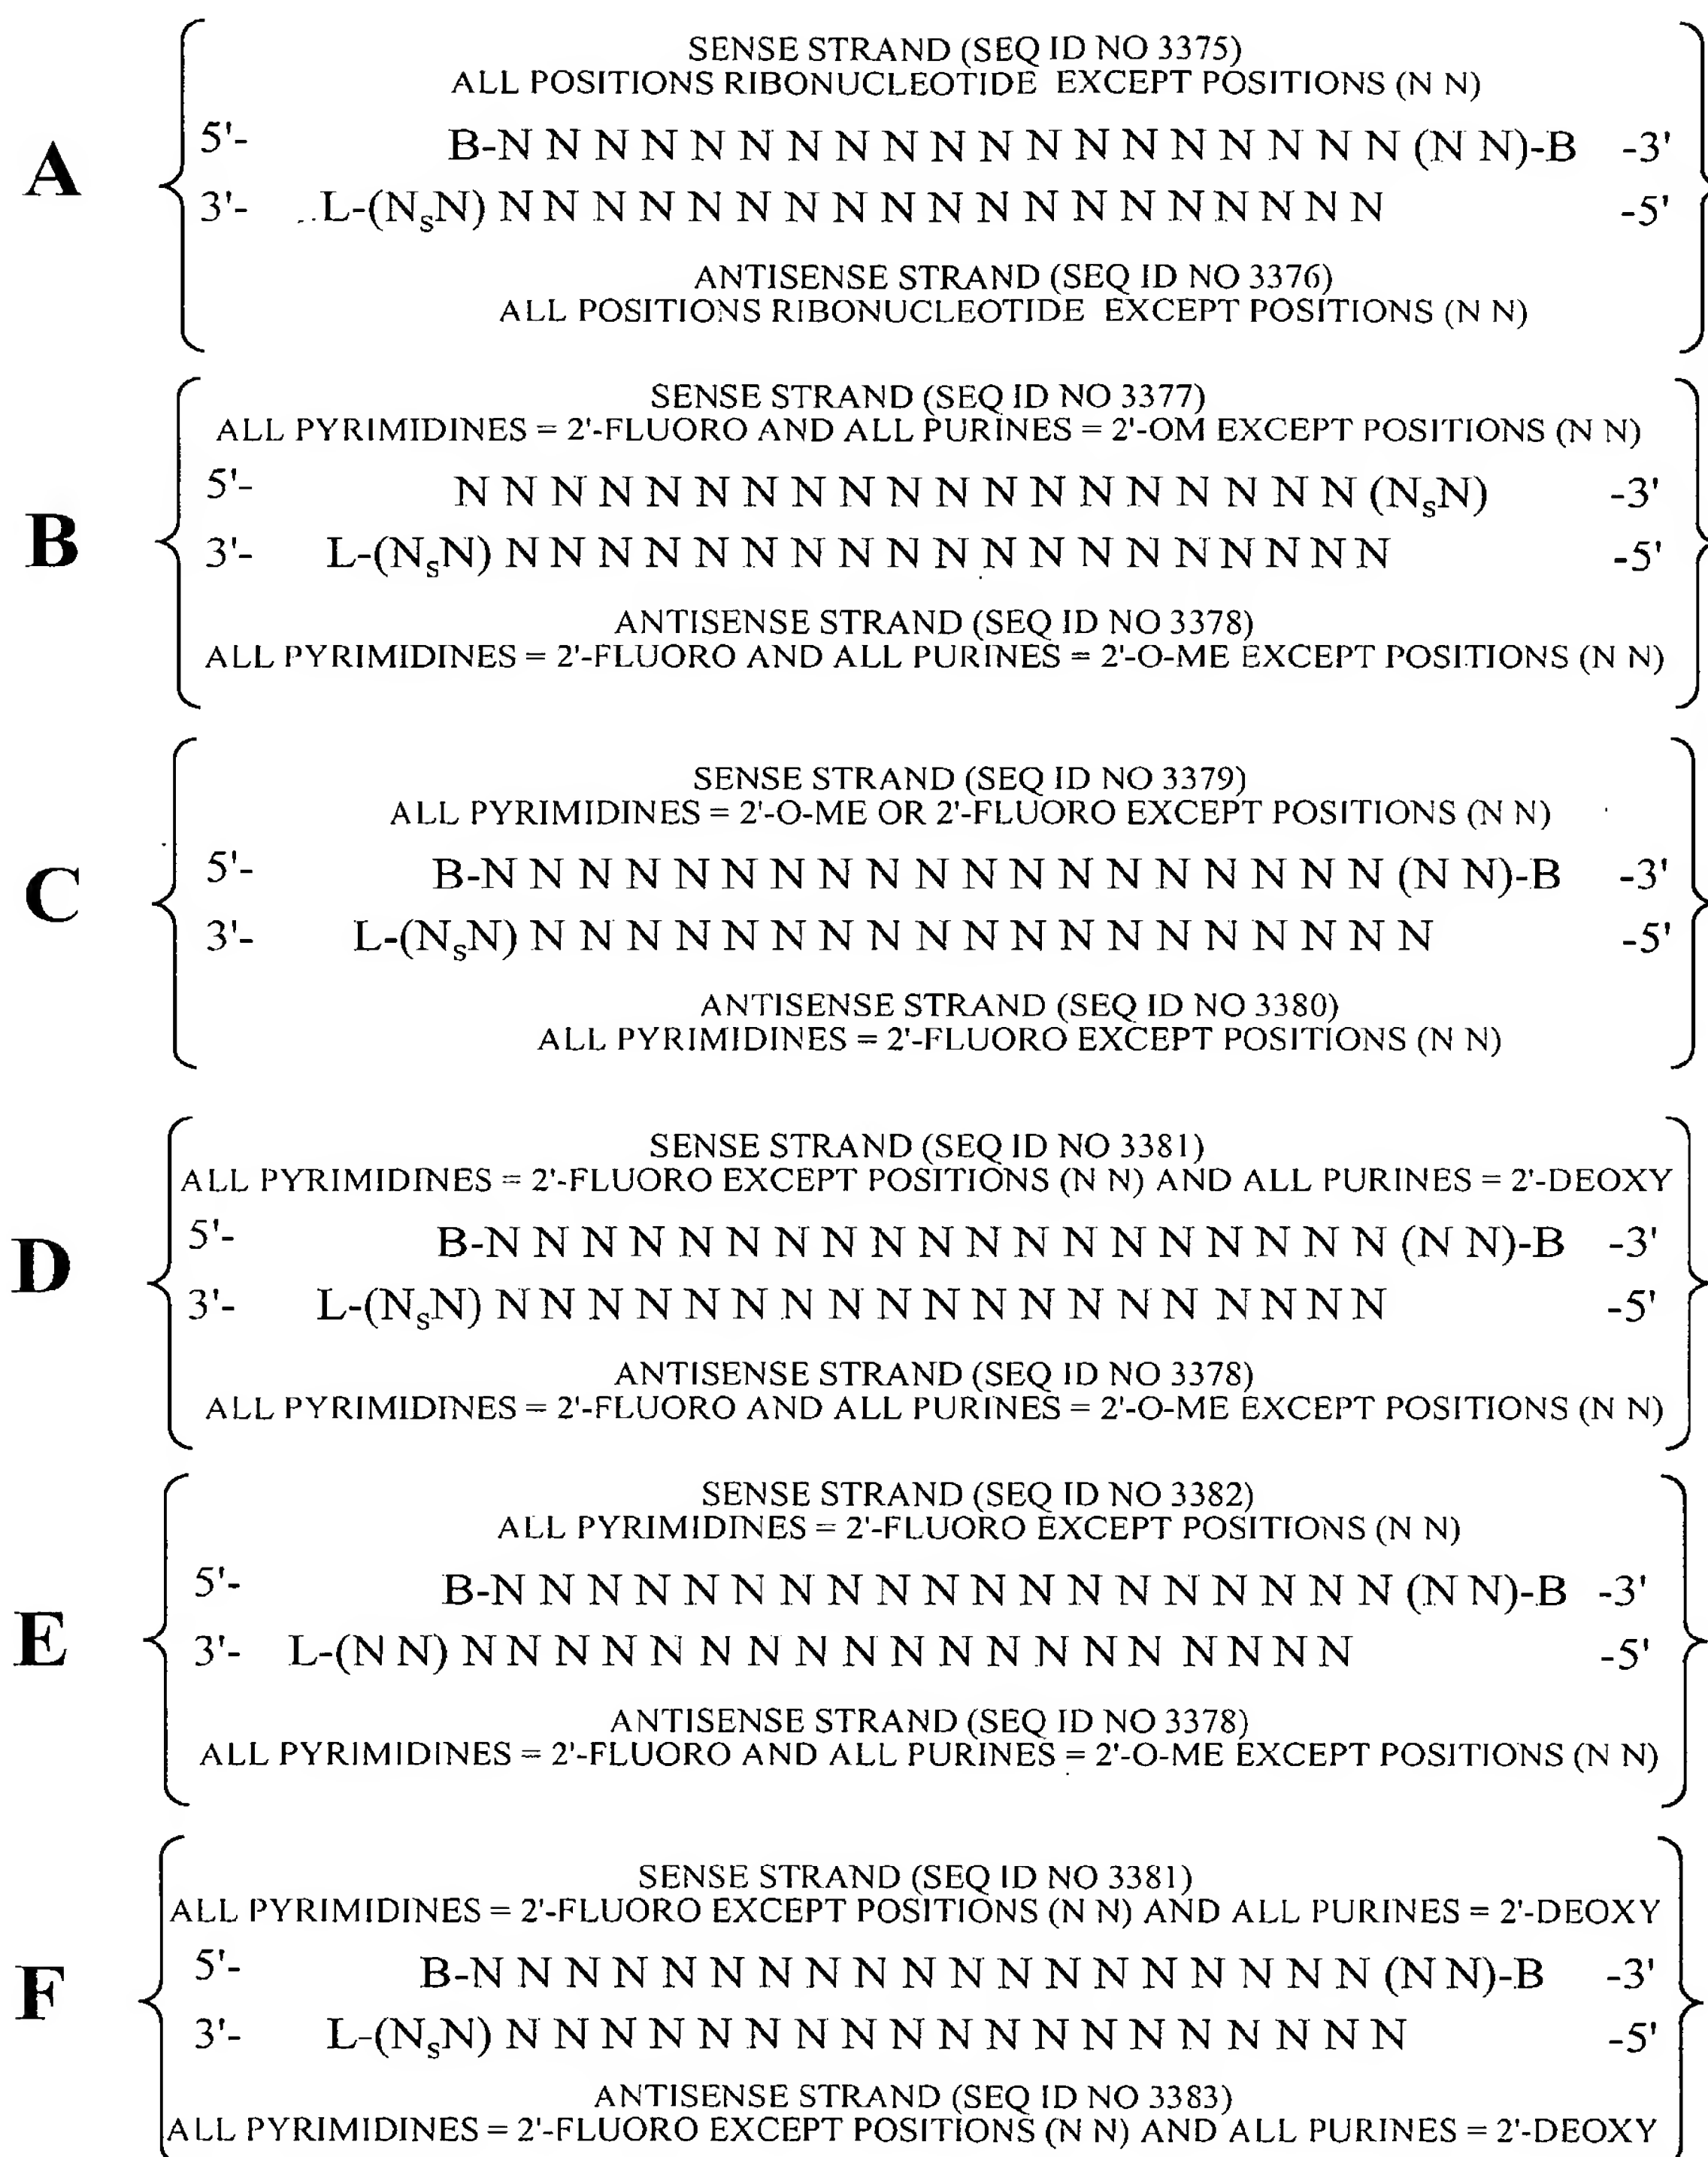 A
SENSE STRAND (SEQ ID NO 3375)
ALL POSITIONS RIBONUCLEOTIDE EXCEPT POSITIONS (N N)
5'- B-N N N N N N N N N N N N N N N N N N N (N N)-B -3'
3'- L-(NsN) N N N N N N N N N N N N N N N N N N N -5'
ANTISENSE STRAND (SEQ ID NO 3376)
ALL POSITIONS RIBONUCLEOTIDE EXCEPT POSITIONS (N N)
B
SENSE STRAND (SEQ ID NO 3377)
ALL PYRIMIDINES = 2'-FLUORO AND ALL PURINES = 2'-OM EXCEPT POSITIONS (N N)
5'- N N N N N N N N N N N N N N N N N N N (NsN) -3'
3'- L-(NsN) N N N N N N N N N N N N N N N N N N N -5'
ANTISENSE STRAND (SEQ ID NO 3378)
ALL PYRIMIDINES = 2'-FLUORO AND ALL PURINES = 2'-O-ME EXCEPT POSITIONS (N N)
C
SENSE STRAND (SEQ ID NO 3379)
ALL PYRIMIDINES = 2'-O-ME OR 2'-FLUORO EXCEPT POSITIONS (N N)
5'- B-N N N N N N N N N N N N N N N N N N N (N N)-B -3'
3'- L-(NsN) N N N N N N N N N N N N N N N N N N N -5'
ANTISENSE STRAND (SEQ ID NO 3380)
ALL PYRIMIDINES = 2'-FLUORO EXCEPT POSITIONS (N N)
D
SENSE STRAND (SEQ ID NO 3381)
ALL PYRIMIDINES = 2'-FLUORO EXCEPT POSITIONS (N N) AND ALL PURINES = 2'-DEOXY
5'- B-N N N N N N N N N N N N N N N N N N N (N N)-B -3'
3'- L-(NsN) N N N N N N N N N N N N N N N N N N N -5'
ANTISENSE STRAND (SEQ ID NO 3378)
ALL PYRIMIDINES = 2'-FLUORO AND ALL PURINES = 2'-O-ME EXCEPT POSITIONS (N N)
E
SENSE STRAND (SEQ ID NO 3382)
ALL PYRIMIDINES = 2'-FLUORO EXCEPT POSITIONS (N N)
5'- B-N N N N N N N N N N N N N N N N N N N (N N)-B -3'
3'- L-(N N) N N N N N N N N N N N N N N N N N N N -5'
ANTISENSE STRAND (SEQ ID NO 3378)
ALL PYRIMIDINES = 2'-FLUORO AND ALL PURINES = 2'-O-ME EXCEPT POSITIONS (N N)
F
SENSE STRAND (SEQ ID NO 3381)
ALL PYRIMIDINES = 2'-FLUORO EXCEPT POSITIONS (N N) AND ALL PURINES = 2'-DEOXY
5'- B-N N N N N N N N N N N N N N N N N N N (N N)-B -3'
3'- L-(NsN) N N N N N N N N N N N N N N N N N N N -5'
ANTISENSE STRAND (SEQ ID NO 3383)
ALL PYRIMIDINES = 2'-FLUORO EXCEPT POSITIONS (N N) AND ALL PURINES = 2'-DEOXY